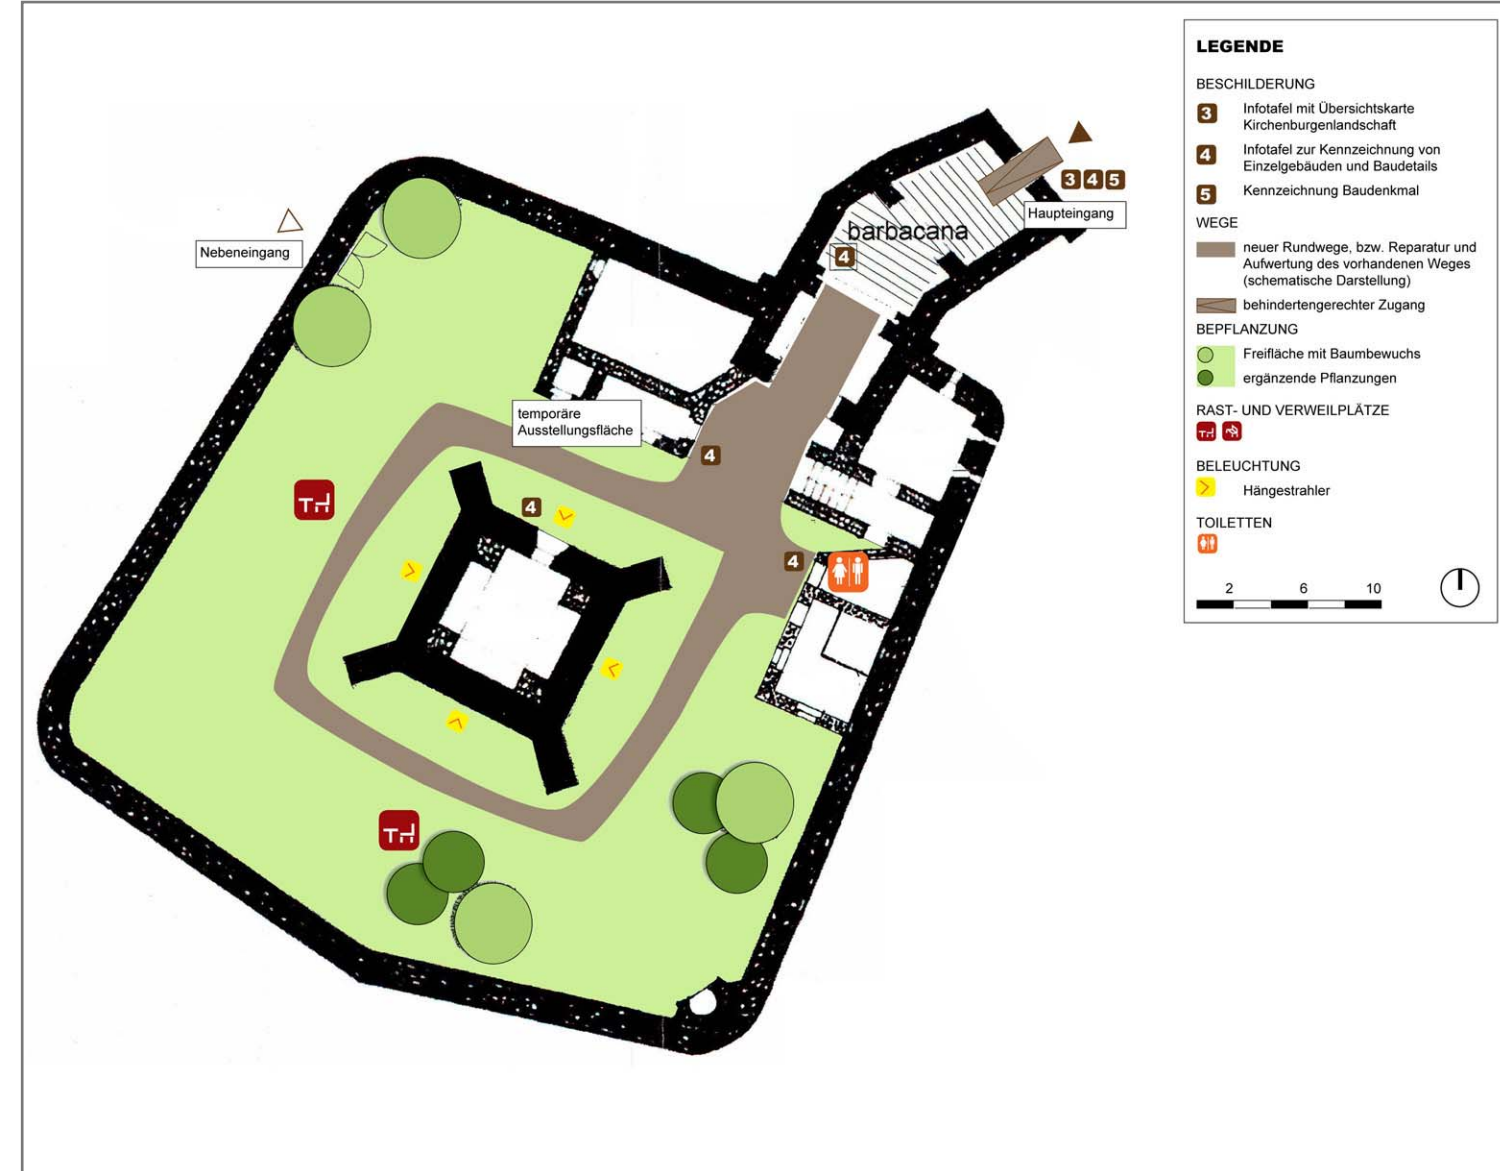 barbacana
4
3 4 5
Haupteingang
Nebeneingang
temporäre
Ausstellungsfläche
4
4
4
LEGENDE
BESCHILDERUNG
3 Infotafel mit Übersichtskarte
Kirchenburgenlandschaft
4 Infotafel zur Kennzeichnung von
Einzelgebäuden und Baudetails
5 Kennzeichnung Baudenkmal
WEGE
neuer Rundwege, bzw. Reparatur und
Aufwertung des vorhandenen Weges
(schematische Darstellung)
behindertengerechter Zugang
BEPFLANZUNG
Freifläche mit Baumbewuchs
ergänzende Pflanzungen
RAST- UND VERWEILPLÄTZE
BELEUCHTUNG
Hängestrahler
TOILETTEN
2 6 10